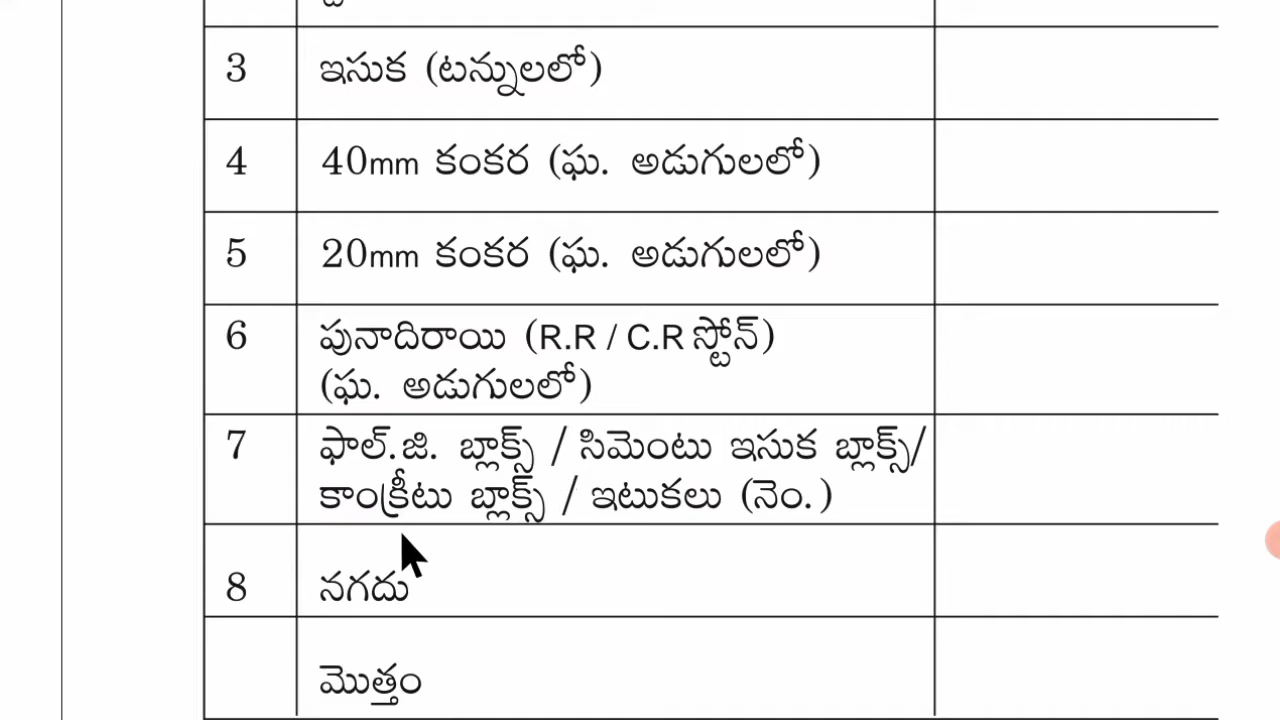 3 ఇసుక (టన్నులలో)
4 40mm కంకర (ఘ. అడుగులలో)
5 20mm కంకర (ఘ. అడుగులలో)
6 పునాదిరాయి (R.R / C.R స్టోన్)
(ఘ. అడుగులలో)
7 ఫాల్.జి. బ్లాక్స్ / సిమెంటు ఇసుక బ్లాక్స్/
కాంక్రీటు బ్లాక్స్ / ఇటుకలు (నెం.)
8 నగదు
మొత్తం